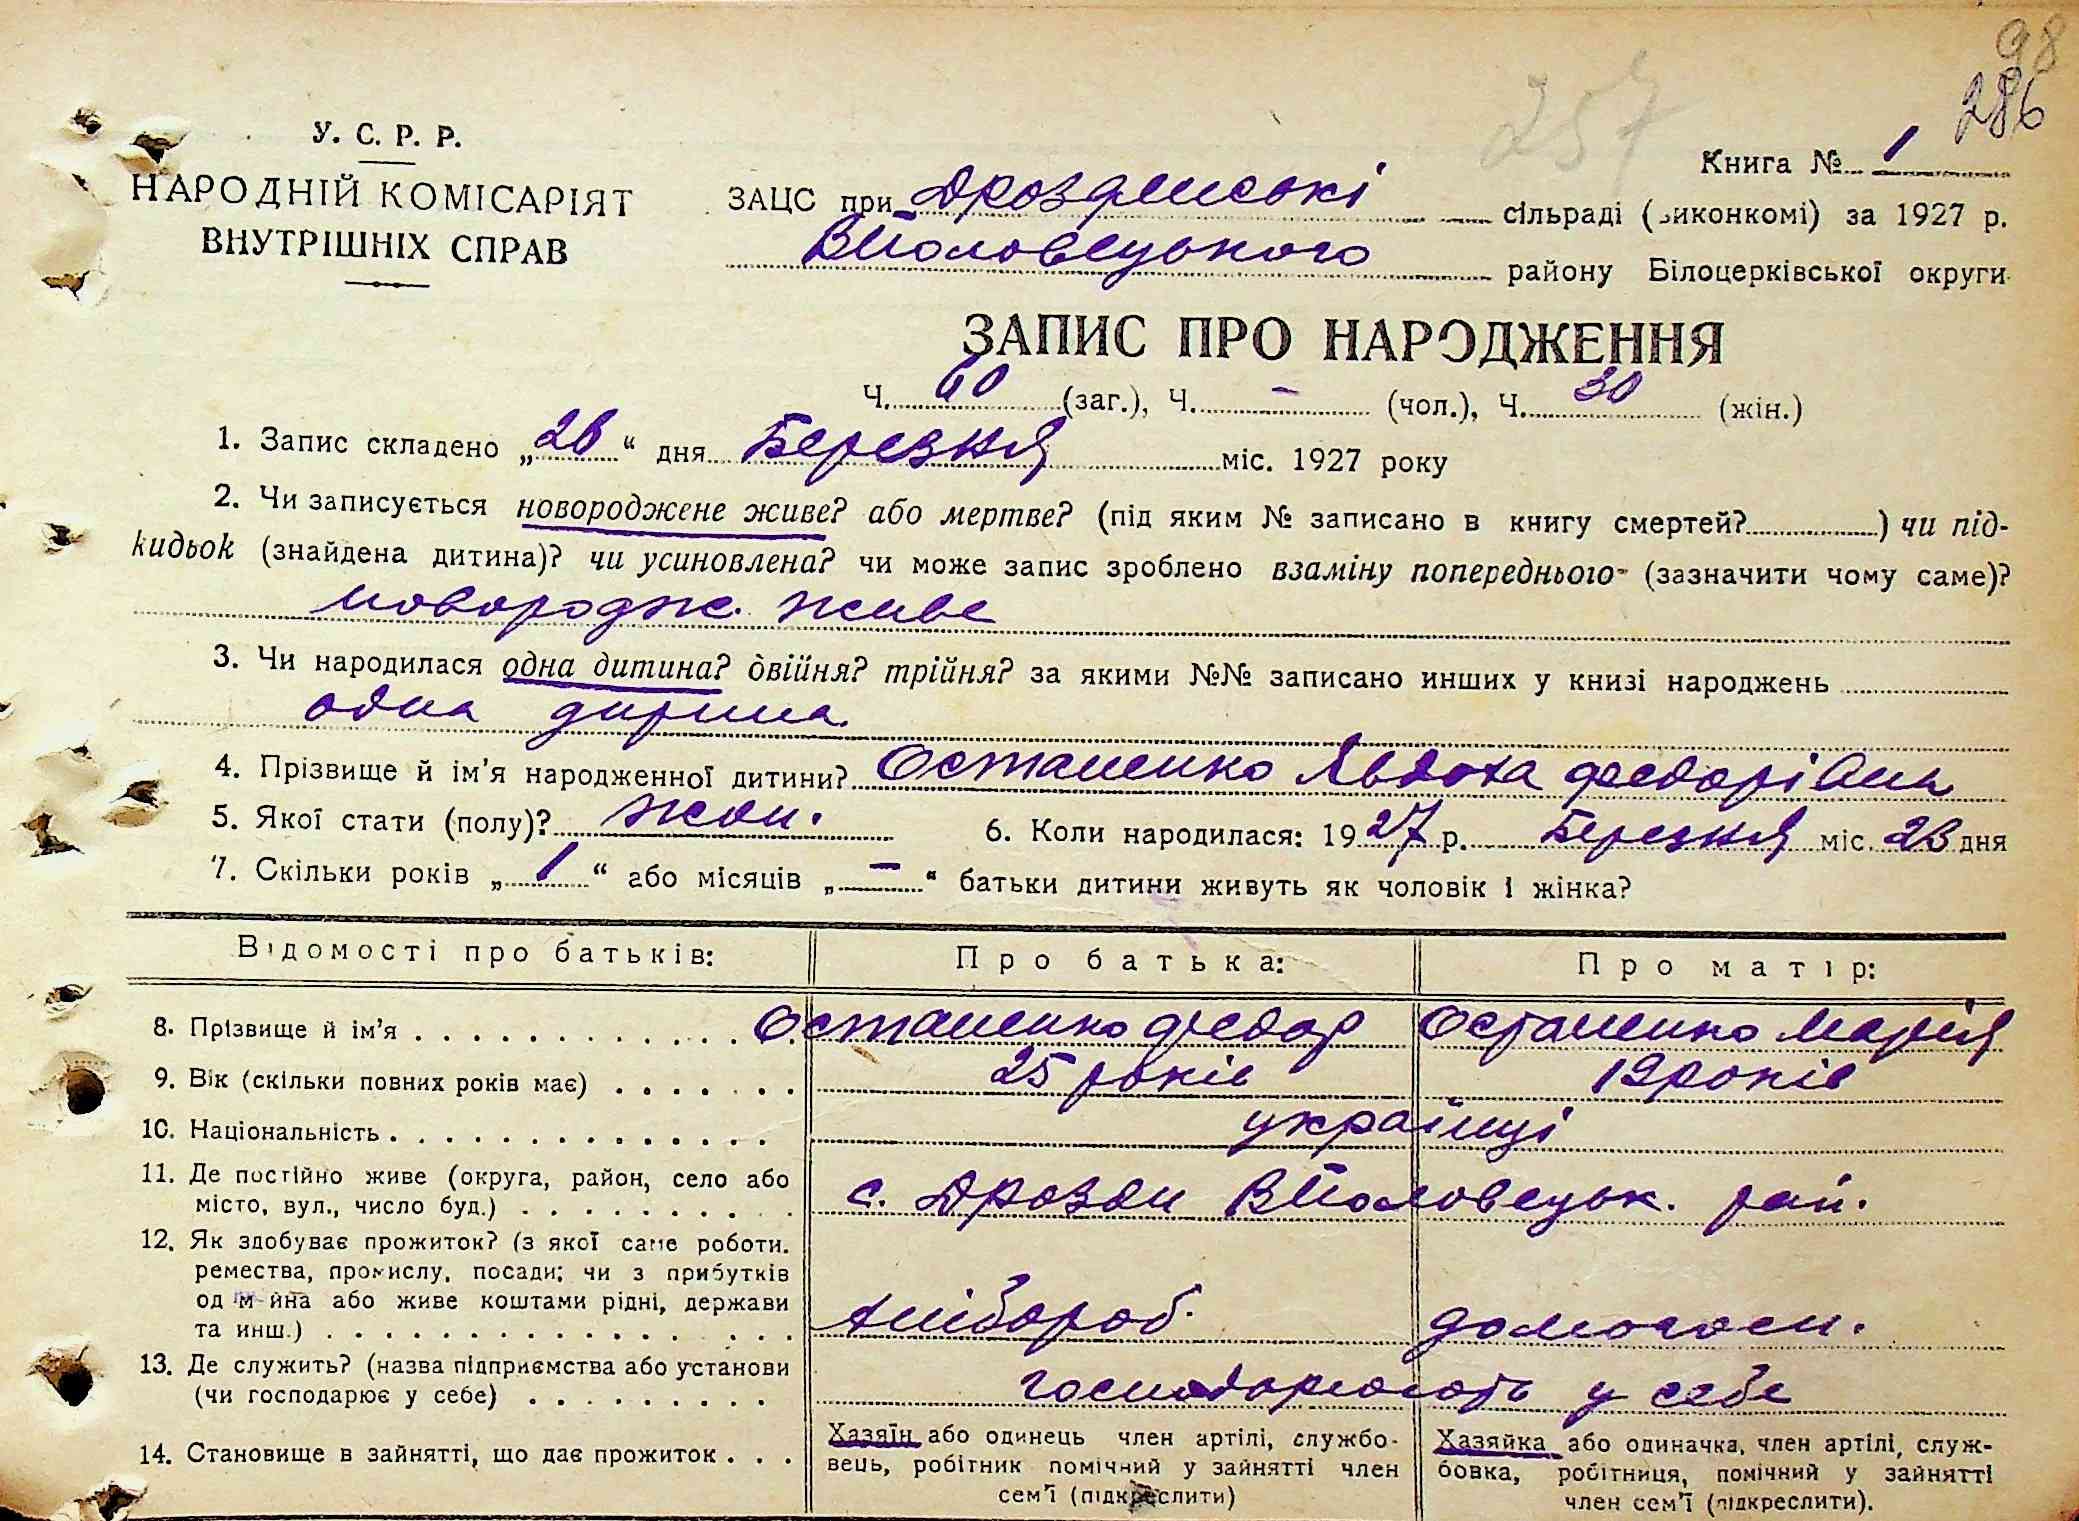 98
286
257
У. С. Р. Р.
НАРОДНІЙ КОМІСАРІЯТ
ВНУТРІШНІХ СПРАВ
Книга № 1
ЗАЦС при Дроздинські сільраді (виконкомі) за 1927 р.
ВПоловецького району Білоцерківської округи
ЗАПИС ПРО НАРОДЖЕННЯ
Ч. 60 (заг.), Ч. - (чол.), Ч. 30 (жін.)
1. Запис складено „26“ дня Березня міс. 1927 року
2. Чи записується новороджене живе? або мертве? (під яким № записано в книгу смертей?) чи під-
кидьок (знайдена дитина)? чи усиновлена? чи може запис зроблено взаміну попереднього (зазначити чому саме)?
новородж. живе
3. Чи народилася одна дитина? двійня? трійня? за якими №№ записано инших у книзі народжень
одна дитина
4. Прізвище й ім'я народженної дитини? Остапенко Явдоха Федорівна
5. Якої стати (полу)? жон. 6. Коли народилася: 1927 р. Березня міс. 23 дня
7. Скільки років „1“ або місяців „-“ батьки дитини живуть як чоловік і жінка?
Відомості про батьків: Про батька: Про матір:
8. Прізвище й ім'я Остапенко Федор Остапенко Марія
9. Вік (скільки повних років має) 25 років 19 років
10. Національність українці
11. Де постійно живе (округа, район, село або
місто, вул., число буд.) с. Дрозди ВПоловецьк. рай.
12. Як здобуває прожиток? (з якої саме роботи,
ремества, промислу, посади; чи з прибутків
од м йна або живе коштами рідні, держави
та инш.) хлібороб. домогосп.
13. Де служить? (назва підприємства або установи
(чи господарює у себе) господарюють у себе
14. Становище в зайнятті, що дає прожиток
Хазяїн або одинець член артілі, службо-
вець, робітник помічний у зайнятті член
сем'ї (підкреслити)
Хазяйка або одиначка, член артілі, служ-
бовка, робітниця, помічний у зайнятті
член сем'ї (підкреслити).